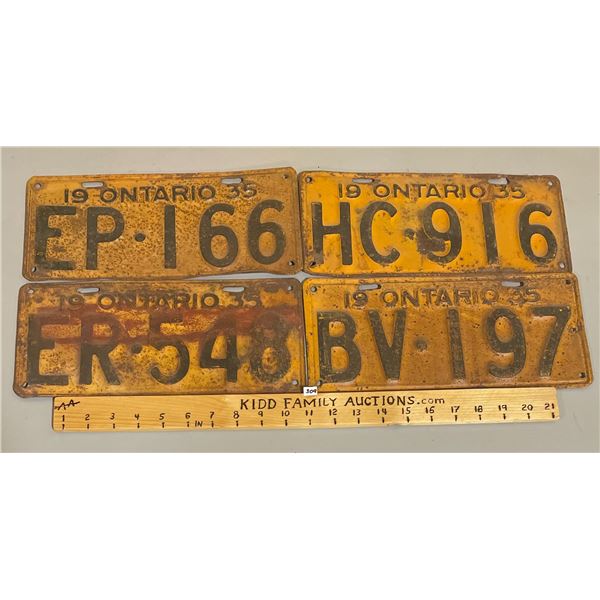 19 ONTARIO 35
EP·166
19 ONTARIO 35
HC·916
19 ONTARIO 35
ER·548
19 ONTARIO 35
BV·197
309
KIDD FAMILY AUCTIONS.com
1 2 3 4 5 6 IN 7 8 9 10 11 12 13 14 15 16 17 18 19 20 21